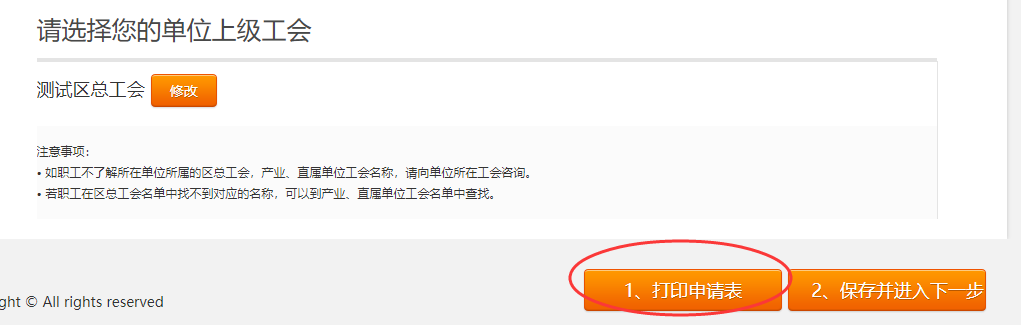 请选择您的单位上级工会
测试区总工会 修改
注意事项：
• 如职工不了解所在单位所属的区总工会，产业、直属单位工会名称，请向单位所在工会咨询。
• 若职工在区总工会名单中找不到对应的名称，可以到产业、直属单位工会名单中查找。
1、打印申请表 2、保存并进入下一步
ght © All rights reserved